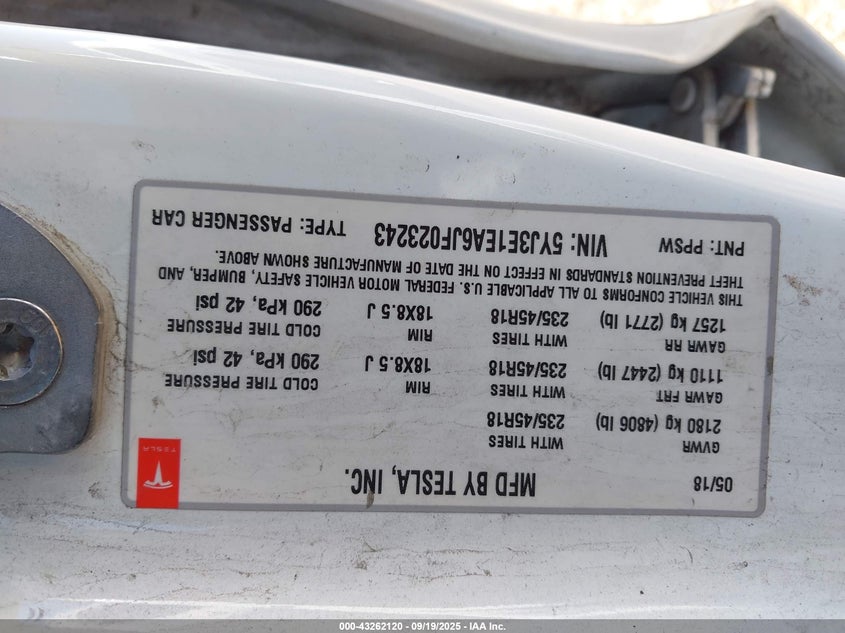 05/18 MFD BY TESLA, INC. TESLA
GVWR WITH TIRES
2180 kg (4806 lb) 235/45R18
GAWR FRT WITH TIRES RIM COLD TIRE PRESSURE
1110 kg (2447 lb) 235/45R18 18X8.5 J 290 kPa, 42 psi
GAWR RR WITH TIRES RIM COLD TIRE PRESSURE
1257 kg (2771 lb) 235/45R18 18X8.5 J 290 kPa, 42 psi
THIS VEHICLE CONFORMS TO ALL APPLICABLE U.S. FEDERAL MOTOR VEHICLE SAFETY, BUMPER, AND
THEFT PREVENTION STANDARDS IN EFFECT ON THE DATE OF MANUFACTURE SHOWN ABOVE.
PNT: PPSW VIN: 5YJ3E1EA6JF023243 TYPE: PASSENGER CAR
000-43262120 - 09/19/2025 - IAA Inc.